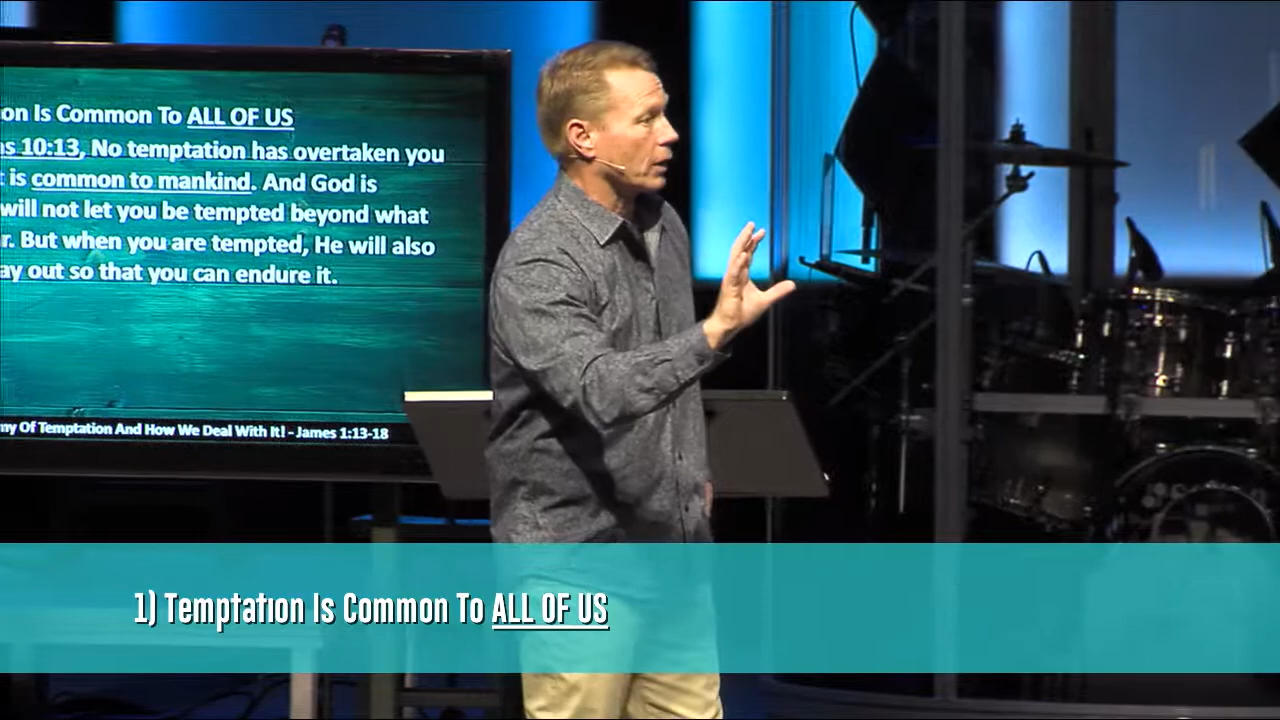 on Is Common To ALL OF US
s 10:13, No temptation has overtaken you
t is common to mankind. And God is
will not let you be tempted beyond what
r. But when you are tempted, He will also
ay out so that you can endure it.
my Of Temptation And How We Deal With It! - James 1:13-18
1) Temptation Is Common To ALL OF US